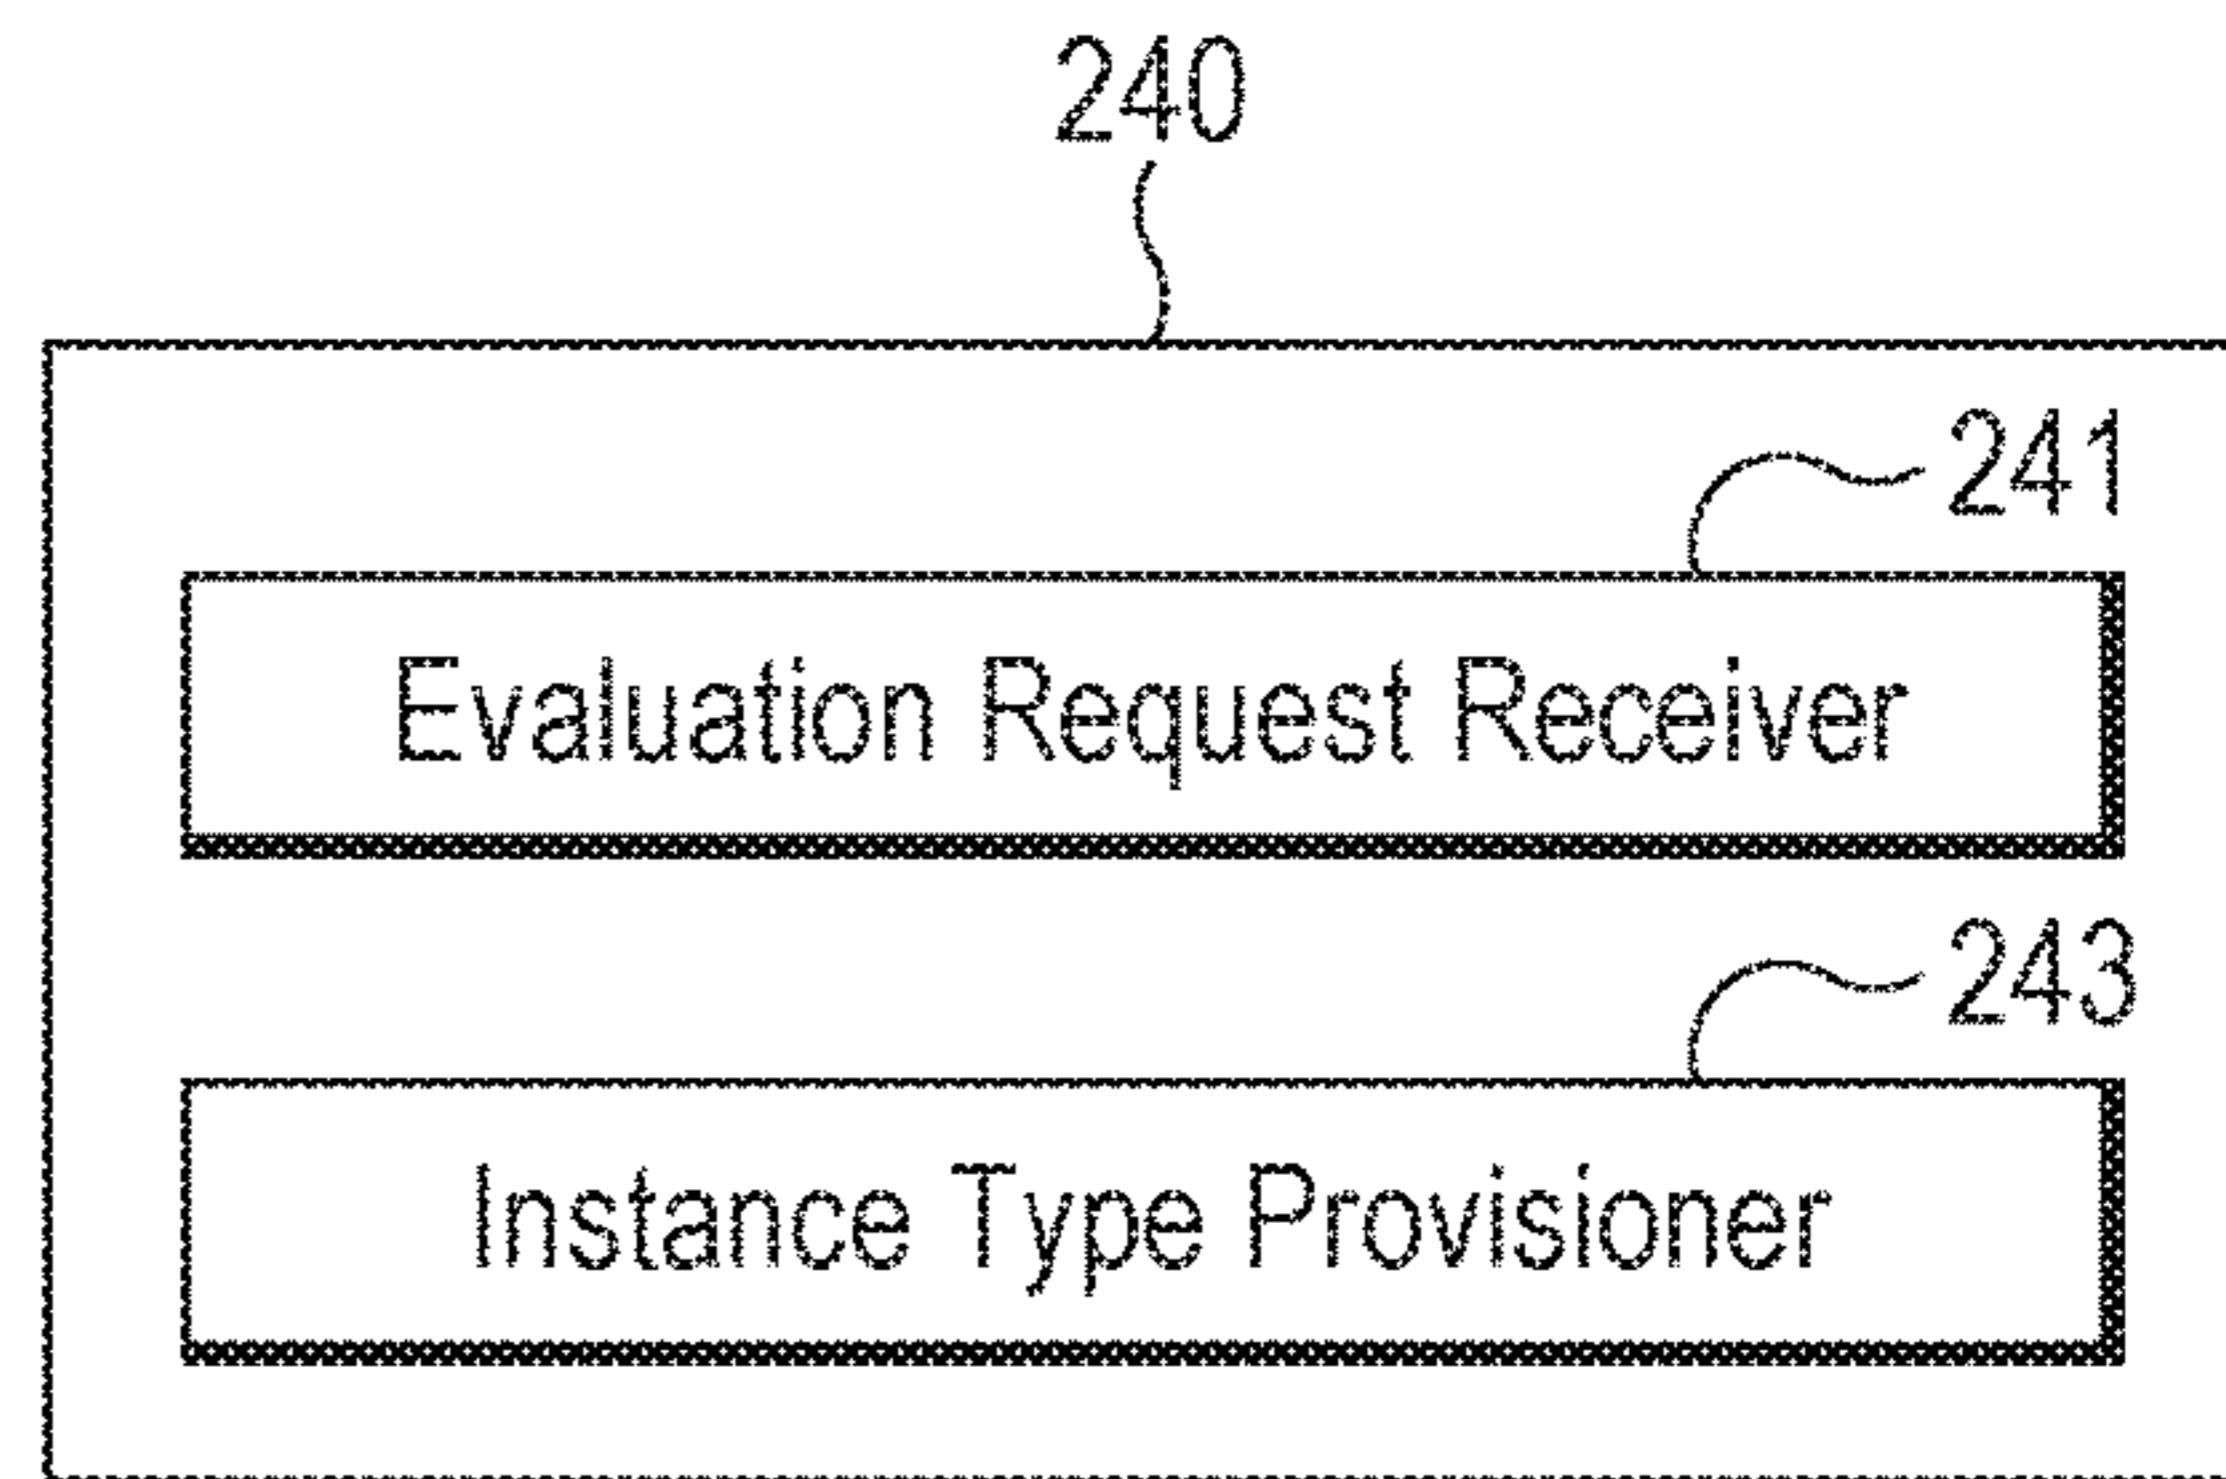 240
241
Evaluation Request Receiver
243
Instance Type Provisioner